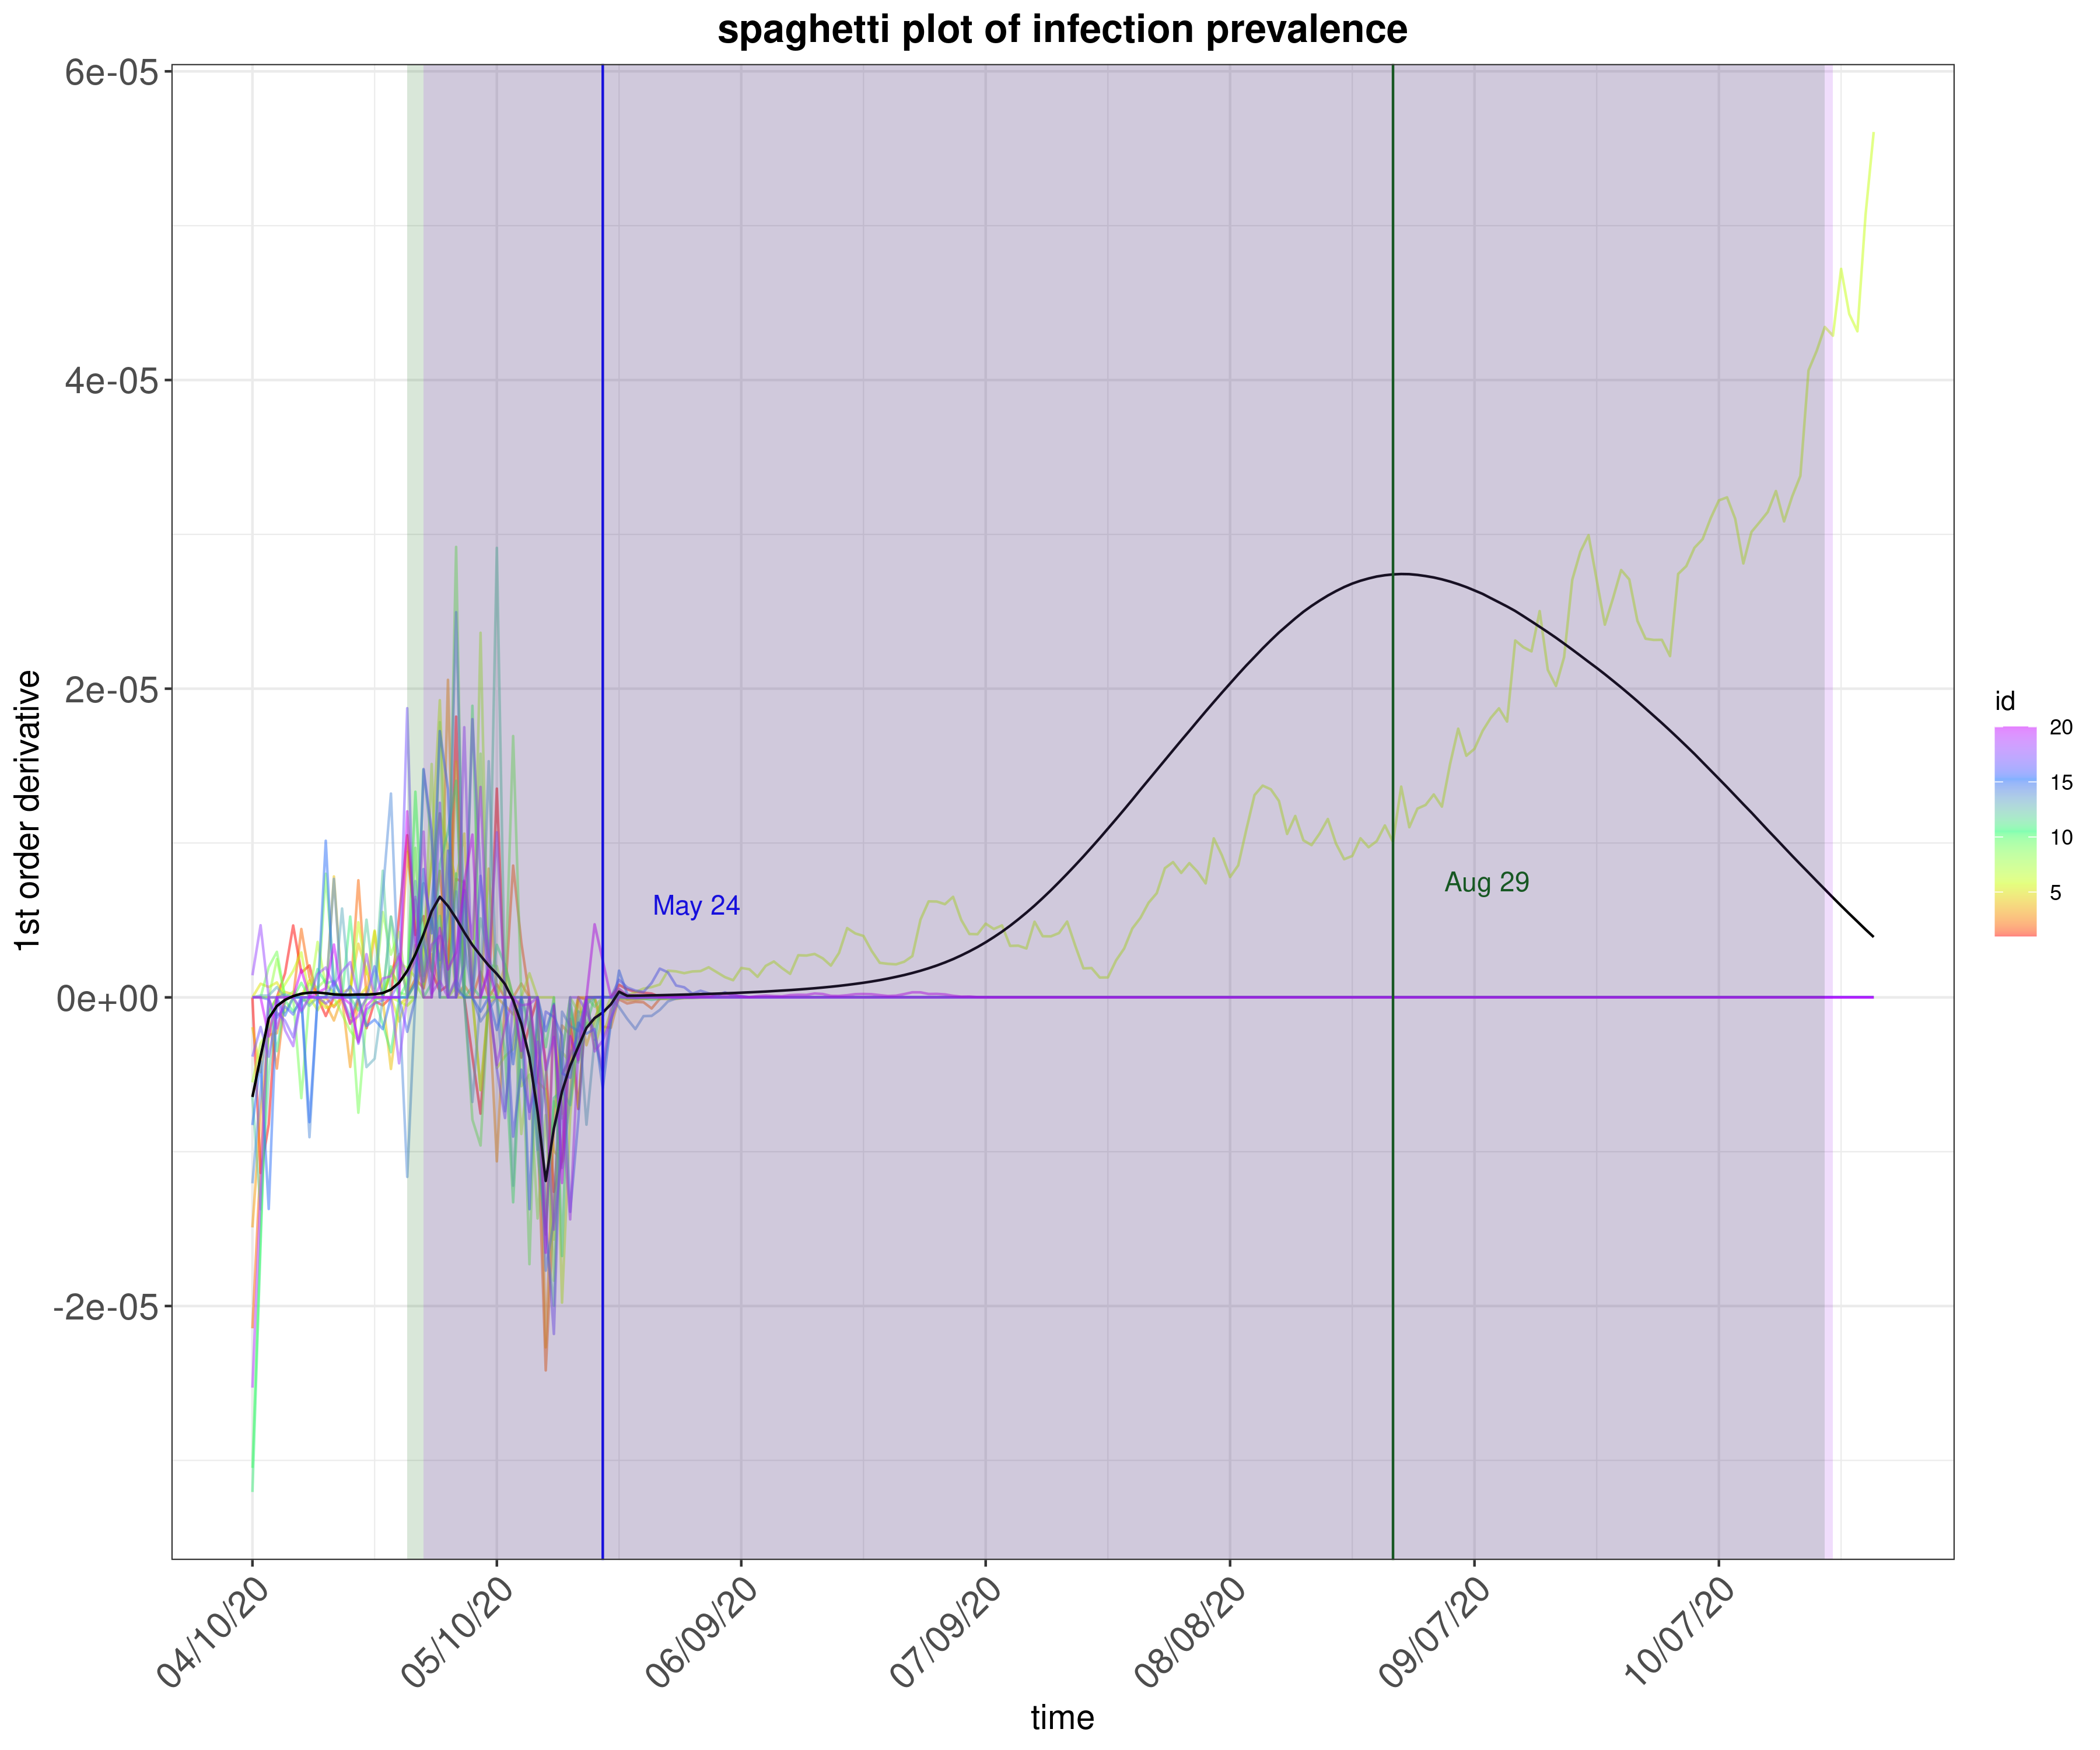 spaghetti plot of infection prevalence
6e-05
4e-05
2e-05
0e+00
-2e-05
1st order derivative
May 24
Aug 29
id
20
15
10
5
04/10/20
05/10/20
06/09/20
07/09/20
08/08/20
09/07/20
10/07/20
time